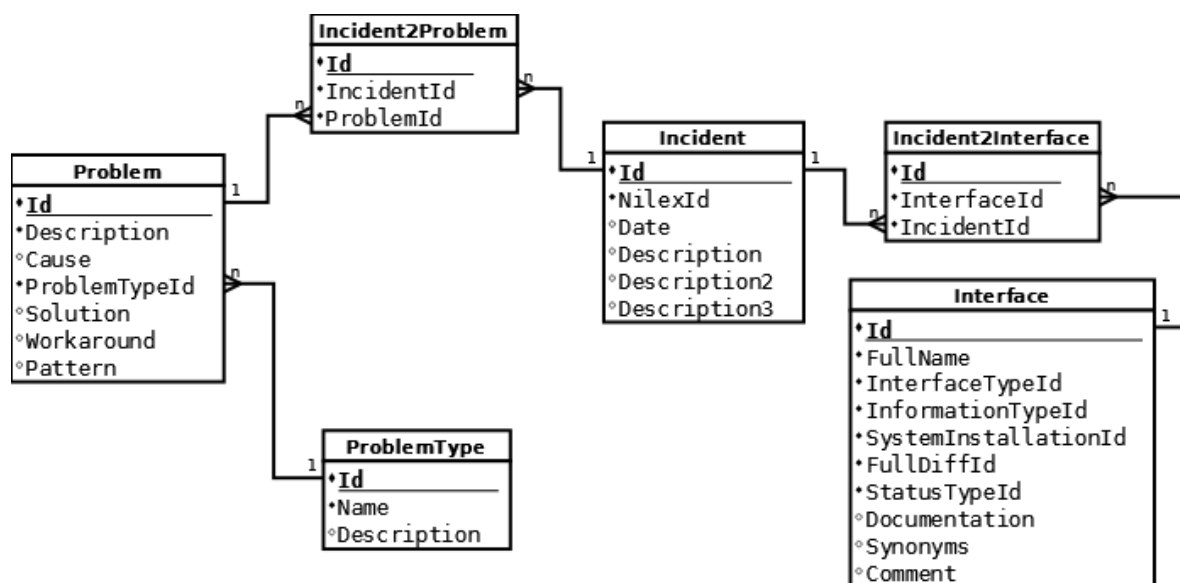 Incident2Problem
Id
IncidentId
ProblemId
n
n
Problem
Id
Description
Cause
ProblemTypeId
Solution
Workaround
Pattern
1
n
Incident
Id
NilexId
Date
Description
Description2
Description3
1
1
Incident2Interface
Id
InterfaceId
IncidentId
n
n
Interface
Id
FullName
InterfaceTypeId
InformationTypeId
SystemInstallationId
FullDiffId
StatusTypeId
Documentation
Synonyms
Comment
1
ProblemType
Id
Name
Description
1